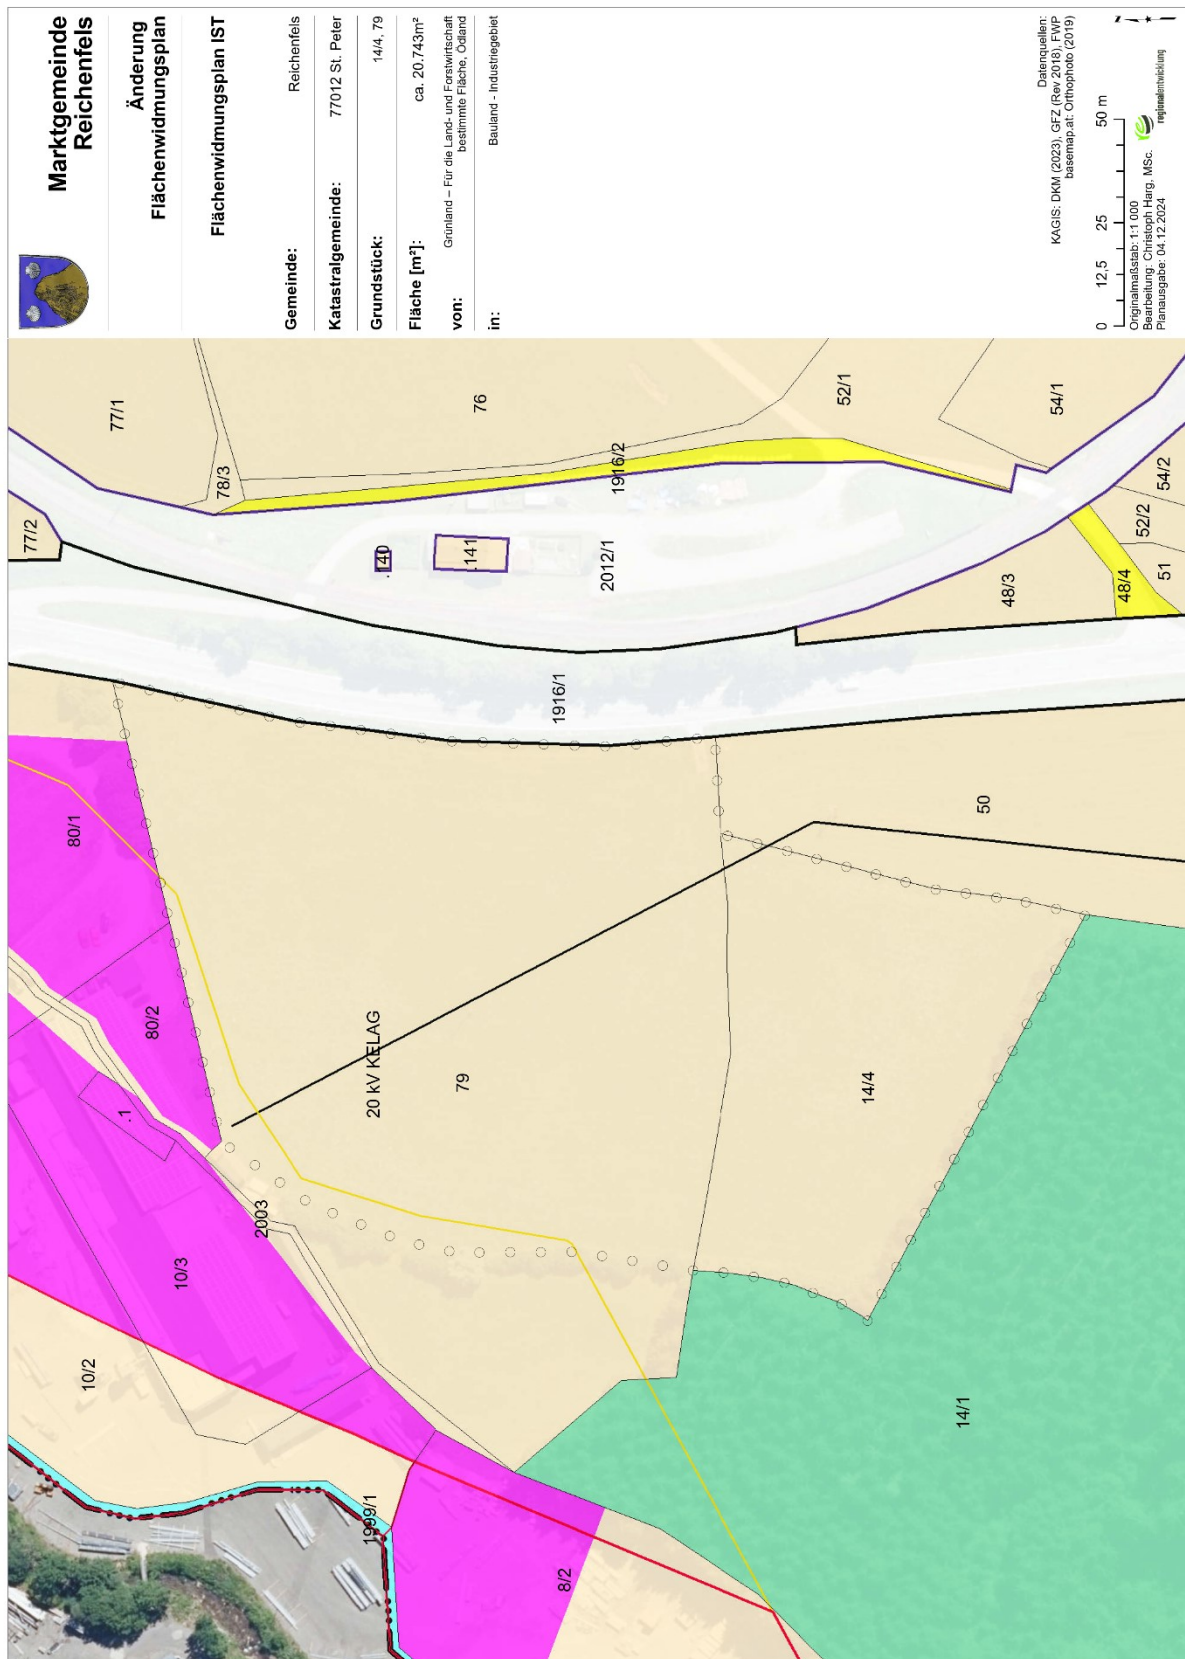 Marktgemeinde
Reichenfels
Änderung
Flächenwidmungsplan
Flächenwidmungsplan IST
Gemeinde: Reichenfels
Katastralgemeinde: 77012 St. Peter
Grundstück: 14/4, 79
Fläche [m²]: ca. 20.743m²
von: Grünland – Für die Land- und Forstwirtschaft
bestimmte Fläche, Ödland
in: Bauland - Industriegebiet
Datenquellen:
KAGIS: DKM (2023), GFZ (Rev 2018), FWP
basemap.at: Orthophoto (2019)
0 12,5 25 50 m
Originalmaßstab: 1:1 000
Bearbeitung: Christoph Harg, MSc.
Planausgabe: 04.12.2024
regionalentwicklung
77/1
76
52/1
54/1
78/3
1916/2
54/2
77/2
.140
.141
2012/1
52/2
51
48/3
48/4
1916/1
80/1
50
80/2
20 kV KELAG
79
14/4
.1
2003
10/3
10/2
14/1
1999/1
8/2